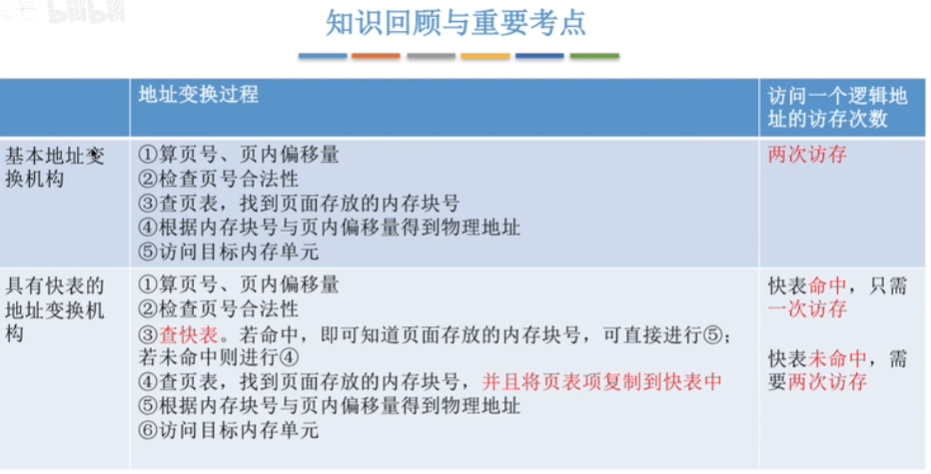 知识回顾与重要考点
地址变换过程
访问一个逻辑地
址的访存次数
基本地址变
换机构
①算页号、页内偏移量
②检查页号合法性
③查页表，找到页面存放的内存块号
④根据内存块号与页内偏移量得到物理地址
⑤访问目标内存单元
两次访存
具有快表的
地址变换机
构
①算页号、页内偏移量
②检查页号合法性
③查快表。若命中，即可知道页面存放的内存块号，可直接进行⑤；
若未命中则进行④
④查页表，找到页面存放的内存块号，并且将页表项复制到快表中
⑤根据内存块号与页内偏移量得到物理地址
⑥访问目标内存单元
快表命中，只需
一次访存
快表未命中，需
要两次访存